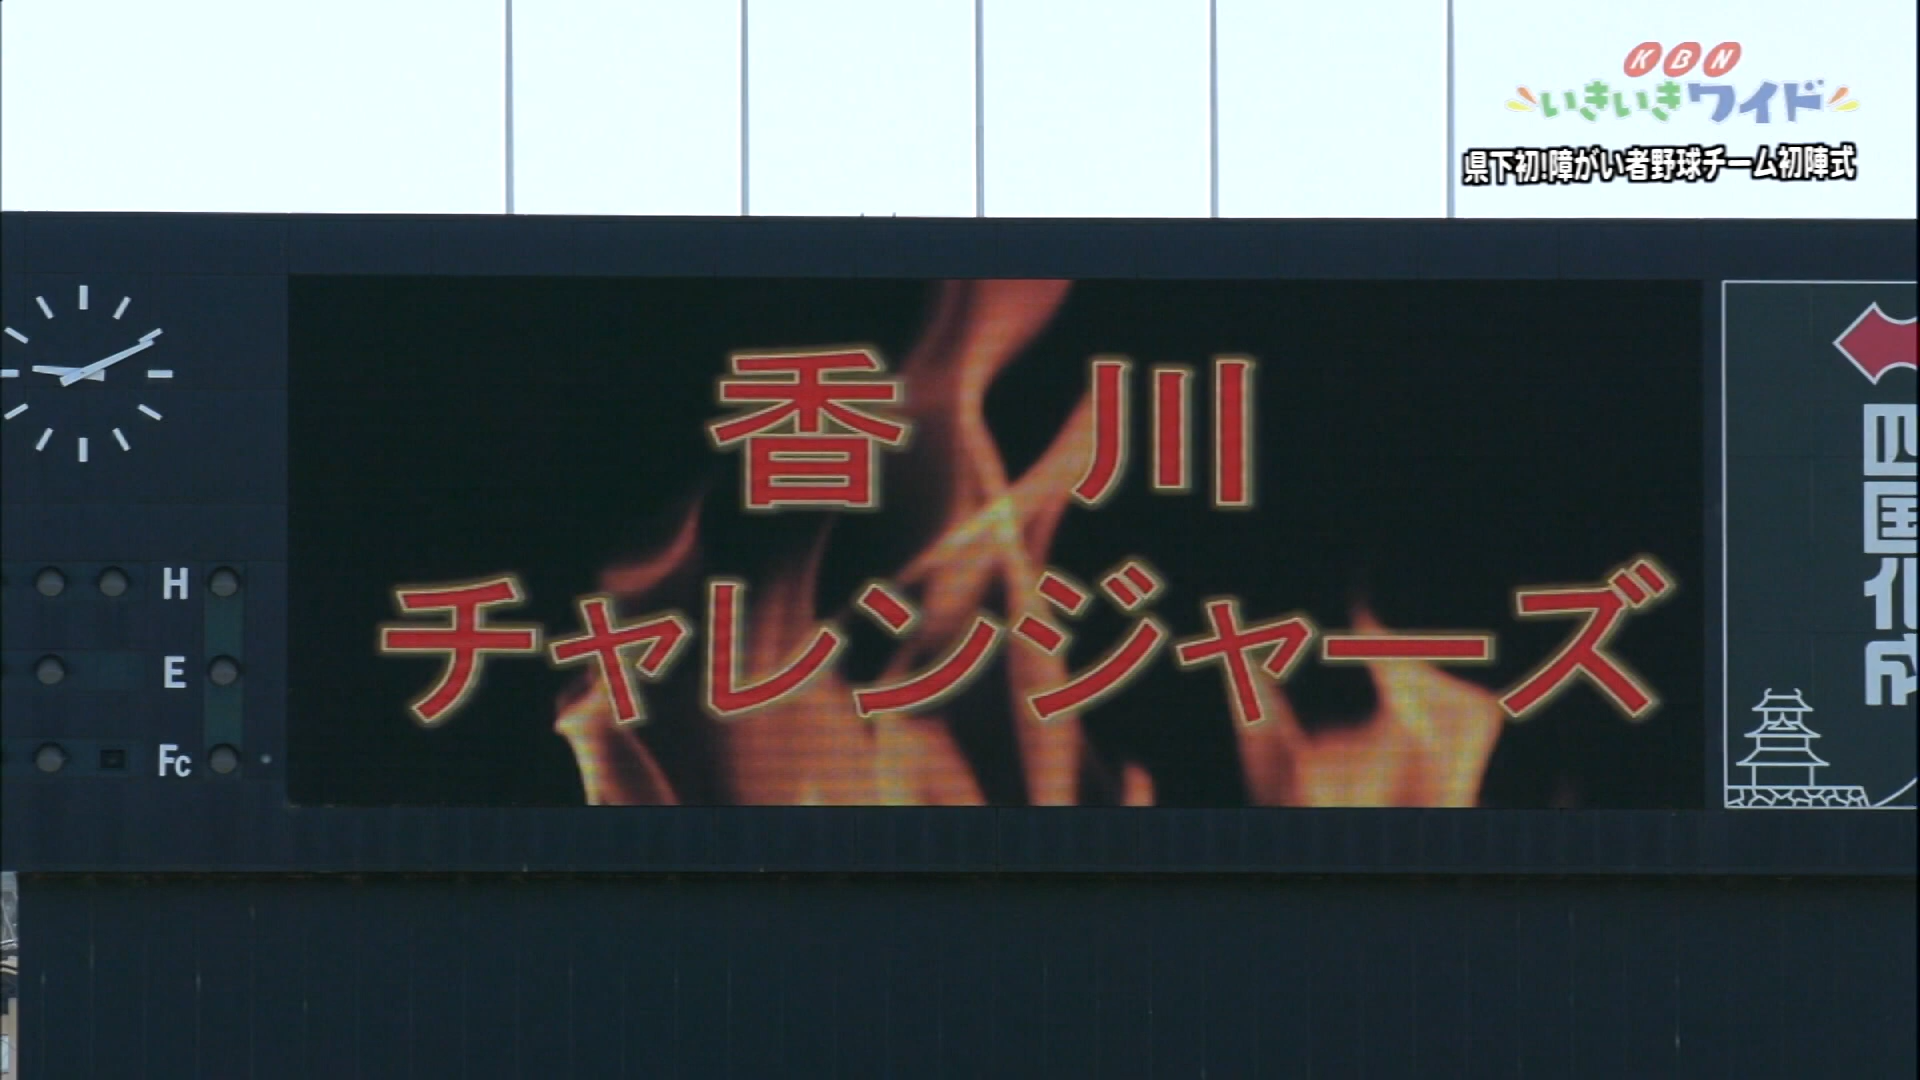 KBN
いきいきワイド
県下初!障がい者野球チーム初陣式
香川
チャレンジャーズ
H
E
Fc
四国化成